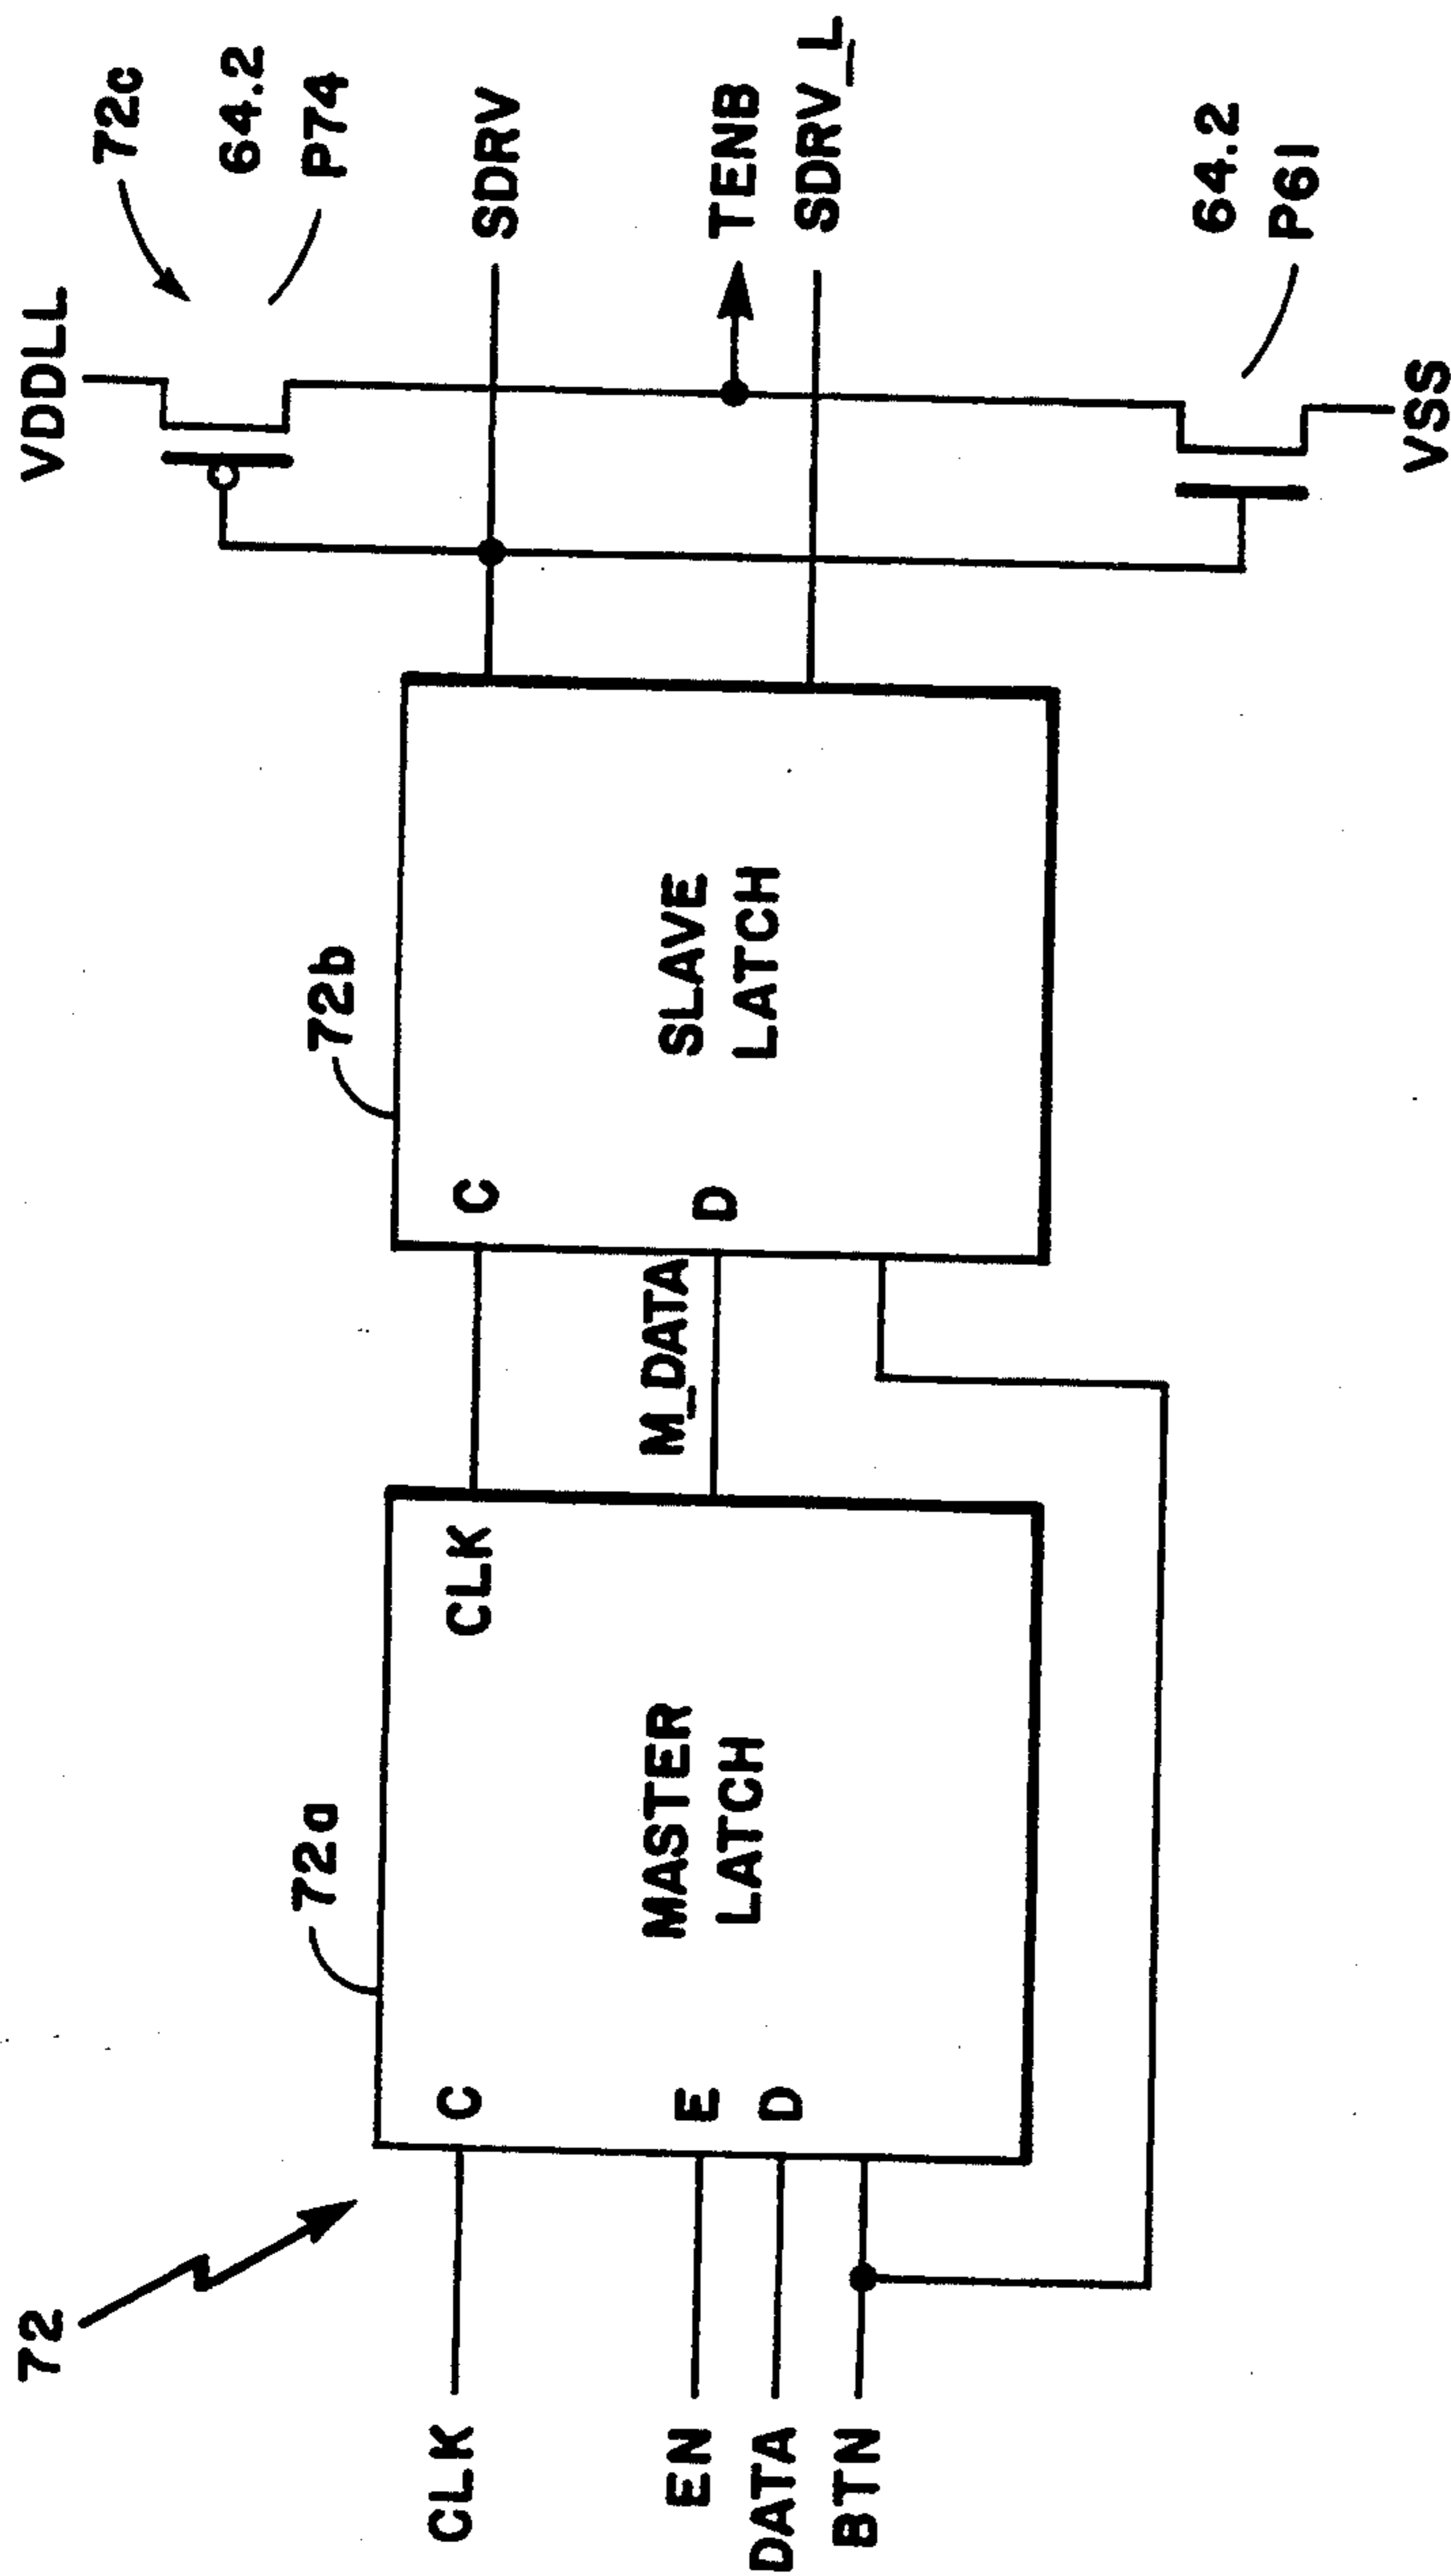 72
72a
72b
72c
VDDLL
64.2
P74
CLK
EN
DATA
BTN
C
E
D
MASTER
LATCH
CLK
M_DATA
C
D
SLAVE
LATCH
SDRV
TENB
SDRV_L
64.2
P61
VSS